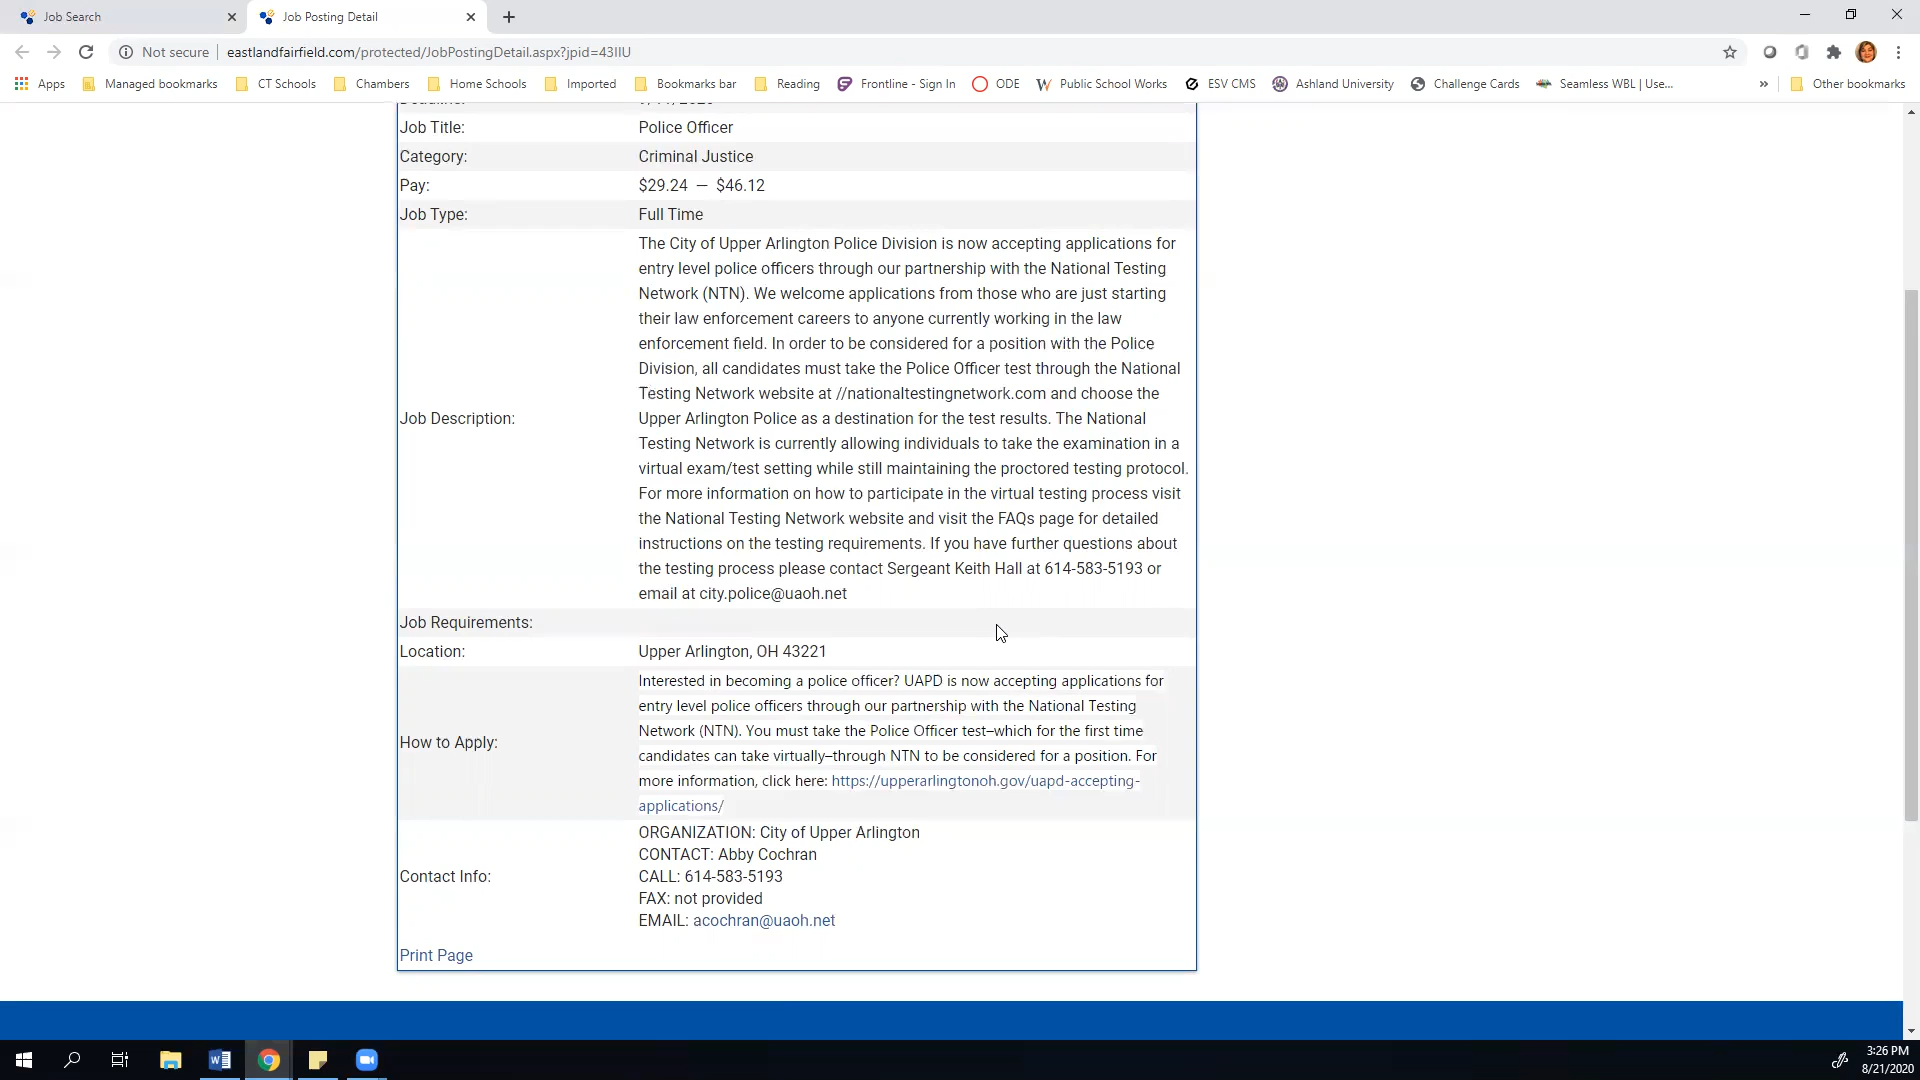 Job Search
Job Posting Detail
Not secure
eastlandfairfield.com/protected/JobPostingDetail.aspx?jpid=43IIU
Apps
Managed bookmarks
CT Schools
Chambers
Home Schools
Imported
Bookmarks bar
Reading
Frontline - Sign In
ODE
Public School Works
ESV CMS
Ashland University
Challenge Cards
Seamless WBL | Use...
»
Other bookmarks
Job Title:
Police Officer
Category:
Criminal Justice
Pay:
$29.24 — $46.12
Job Type:
Full Time
Job Description:
The City of Upper Arlington Police Division is now accepting applications for
entry level police officers through our partnership with the National Testing
Network (NTN). We welcome applications from those who are just starting
their law enforcement careers to anyone currently working in the law
enforcement field. In order to be considered for a position with the Police
Division, all candidates must take the Police Officer test through the National
Testing Network website at //nationaltestingnetwork.com and choose the
Upper Arlington Police as a destination for the test results. The National
Testing Network is currently allowing individuals to take the examination in a
virtual exam/test setting while still maintaining the proctored testing protocol.
For more information on how to participate in the virtual testing process visit
the National Testing Network website and visit the FAQs page for detailed
instructions on the testing requirements. If you have further questions about
the testing process please contact Sergeant Keith Hall at 614-583-5193 or
email at city.police@uaoh.net
Job Requirements:
Location:
Upper Arlington, OH 43221
How to Apply:
Interested in becoming a police officer? UAPD is now accepting applications for
entry level police officers through our partnership with the National Testing
Network (NTN). You must take the Police Officer test–which for the first time
candidates can take virtually–through NTN to be considered for a position. For
more information, click here: https://upperarlingtonoh.gov/uapd-accepting-
applications/
Contact Info:
ORGANIZATION: City of Upper Arlington
CONTACT: Abby Cochran
CALL: 614-583-5193
FAX: not provided
EMAIL: acochran@uaoh.net
Print Page
3:26 PM
8/21/2020